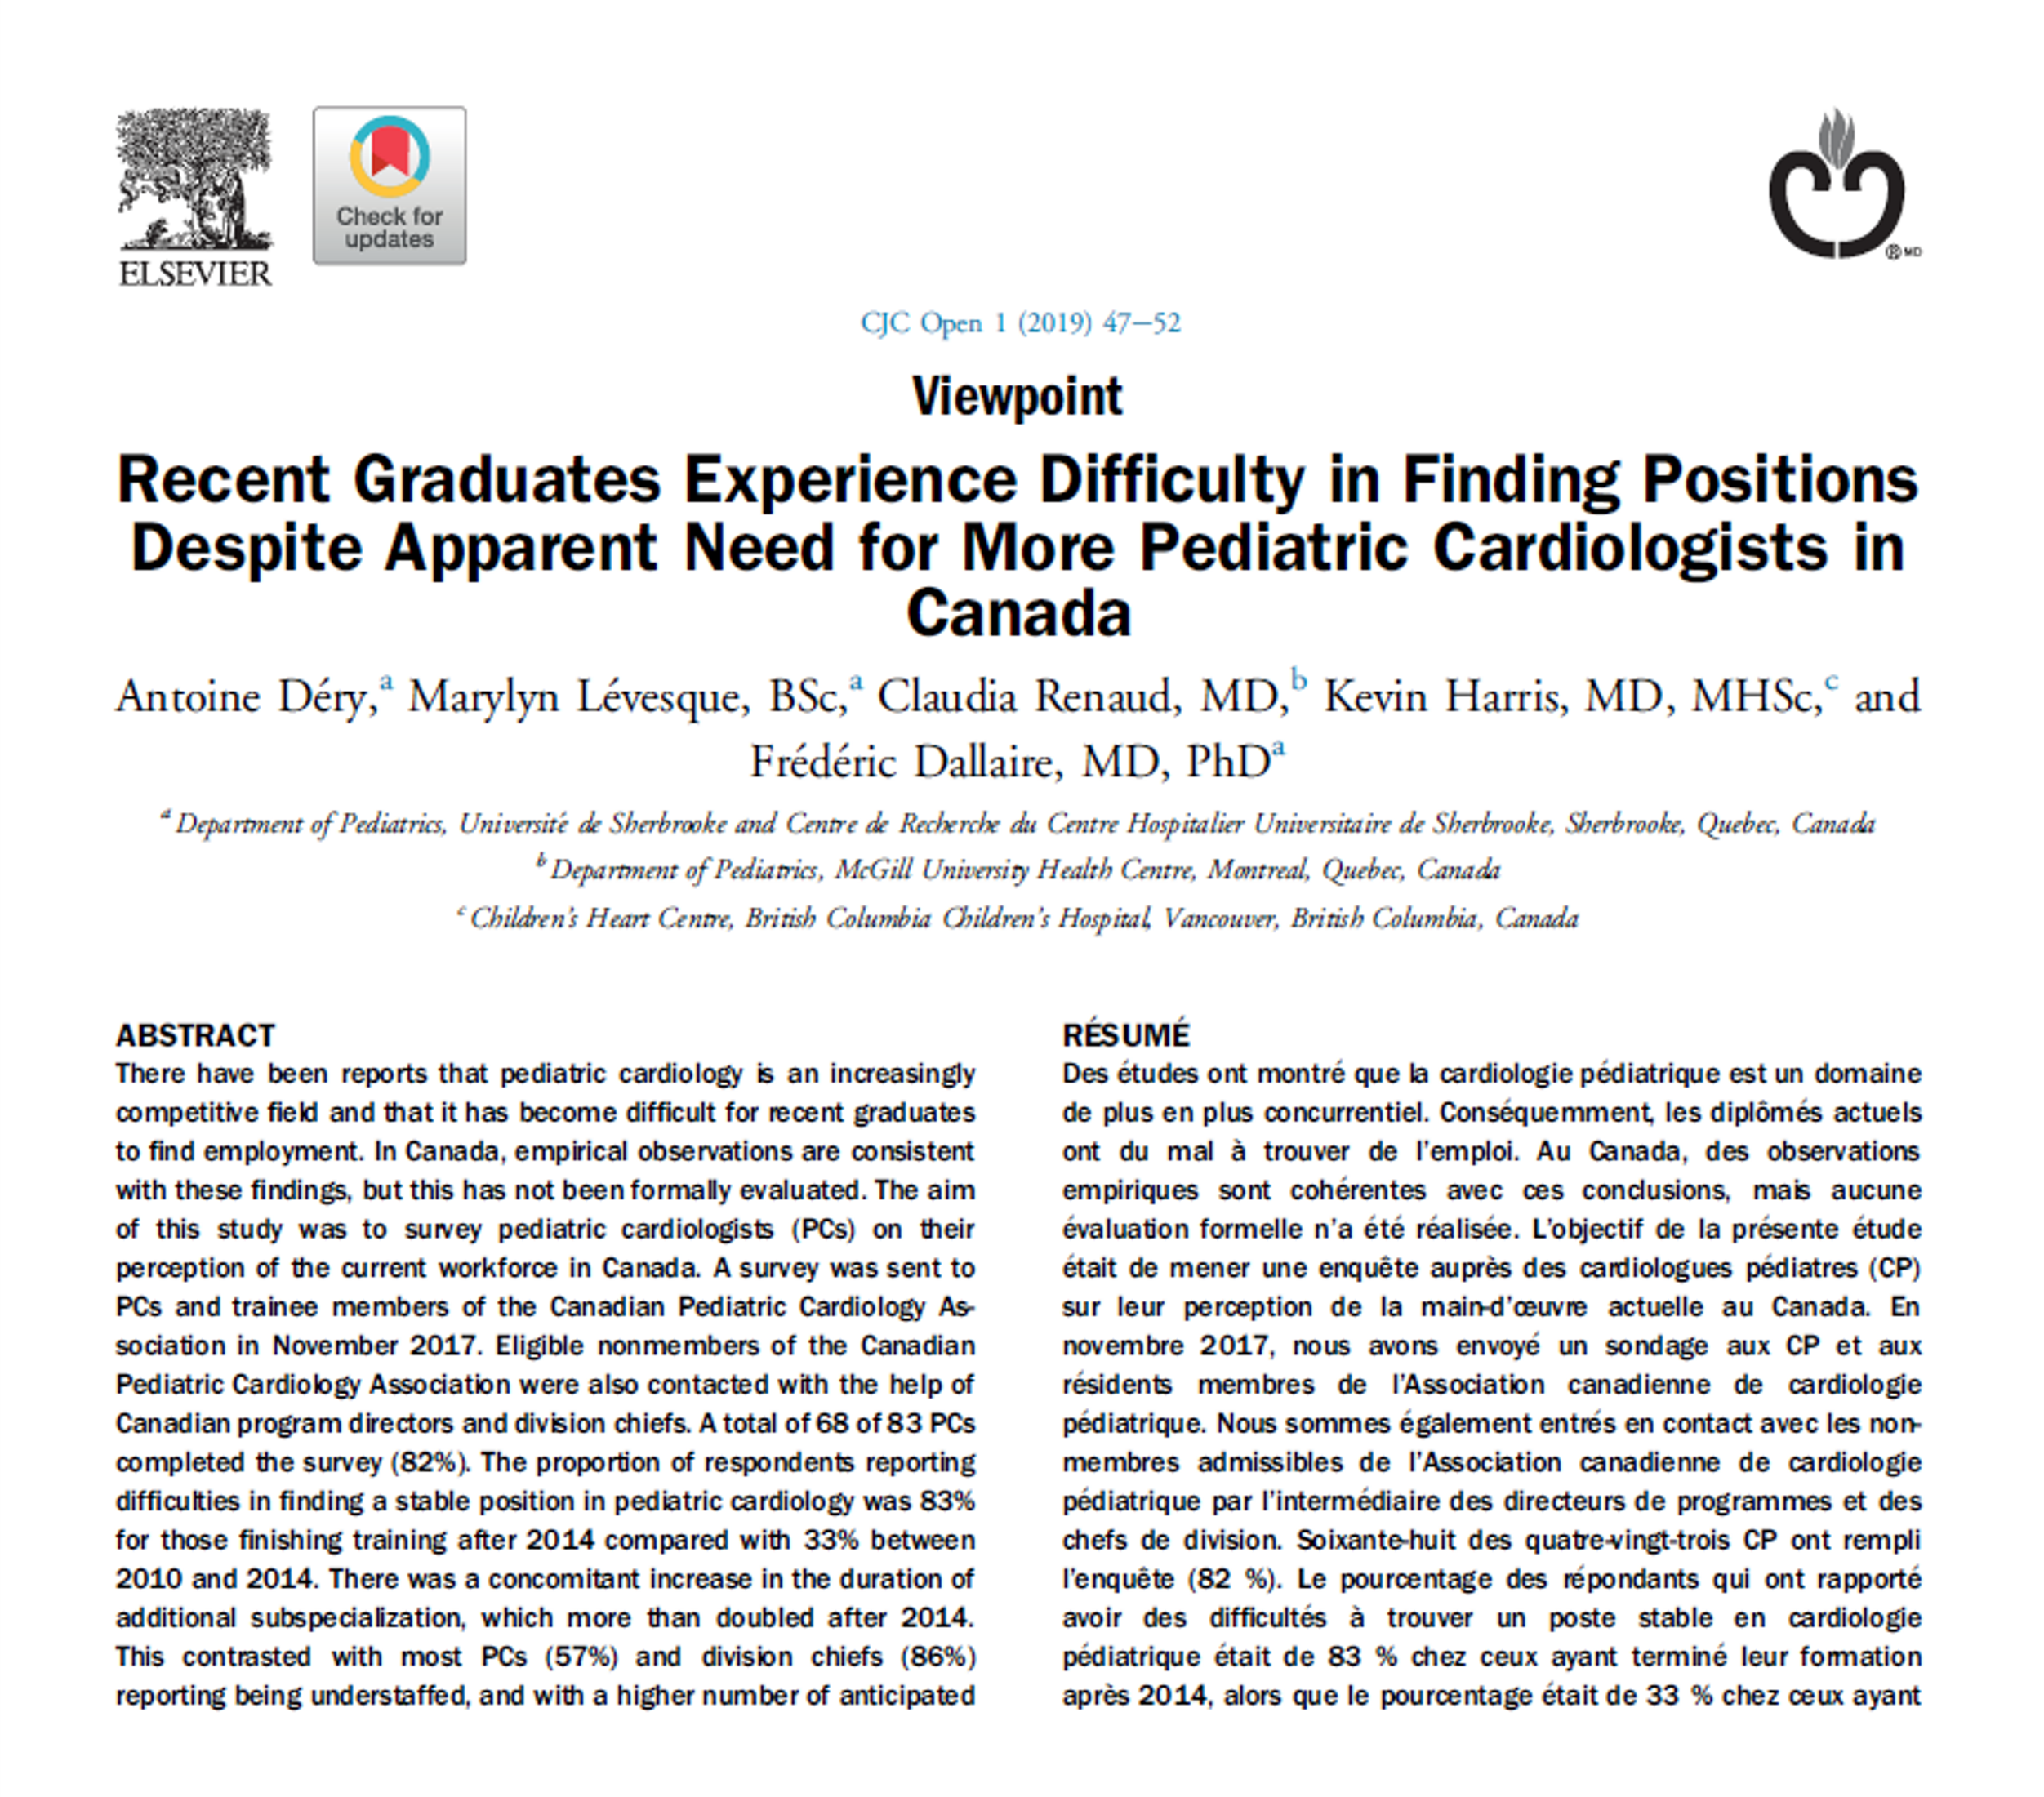 ELSEVIER
Check for
updates
® MD
CJC Open 1 (2019) 47–52
Viewpoint
Recent Graduates Experience Difficulty in Finding Positions
Despite Apparent Need for More Pediatric Cardiologists in
Canada
Antoine Déry,a Marylyn Lévesque, BSc,a Claudia Renaud, MD,b Kevin Harris, MD, MHSc,c and
Frédéric Dallaire, MD, PhDa
a Department of Pediatrics, Université de Sherbrooke and Centre de Recherche du Centre Hospitalier Universitaire de Sherbrooke, Sherbrooke, Quebec, Canada
b Department of Pediatrics, McGill University Health Centre, Montreal, Quebec, Canada
c Children's Heart Centre, British Columbia Children's Hospital, Vancouver, British Columbia, Canada
ABSTRACT
There have been reports that pediatric cardiology is an increasingly
competitive field and that it has become difficult for recent graduates
to find employment. In Canada, empirical observations are consistent
with these findings, but this has not been formally evaluated. The aim
of this study was to survey pediatric cardiologists (PCs) on their
perception of the current workforce in Canada. A survey was sent to
PCs and trainee members of the Canadian Pediatric Cardiology As-
sociation in November 2017. Eligible nonmembers of the Canadian
Pediatric Cardiology Association were also contacted with the help of
Canadian program directors and division chiefs. A total of 68 of 83 PCs
completed the survey (82%). The proportion of respondents reporting
difficulties in finding a stable position in pediatric cardiology was 83%
for those finishing training after 2014 compared with 33% between
2010 and 2014. There was a concomitant increase in the duration of
additional subspecialization, which more than doubled after 2014.
This contrasted with most PCs (57%) and division chiefs (86%)
reporting being understaffed, and with a higher number of anticipated
RÉSUMÉ
Des études ont montré que la cardiologie pédiatrique est un domaine
de plus en plus concurrentiel. Conséquemment, les diplômés actuels
ont du mal à trouver de l'emploi. Au Canada, des observations
empiriques sont cohérentes avec ces conclusions, mais aucune
évaluation formelle n'a été réalisée. L'objectif de la présente étude
était de mener une enquête auprès des cardiologues pédiatres (CP)
sur leur perception de la main-d'œuvre actuelle au Canada. En
novembre 2017, nous avons envoyé un sondage aux CP et aux
résidents membres de l'Association canadienne de cardiologie
pédiatrique. Nous sommes également entrés en contact avec les non-
membres admissibles de l'Association canadienne de cardiologie
pédiatrique par l'intermédiaire des directeurs de programmes et des
chefs de division. Soixante-huit des quatre-vingt-trois CP ont rempli
l'enquête (82 %). Le pourcentage des répondants qui ont rapporté
avoir des difficultés à trouver un poste stable en cardiologie
pédiatrique était de 83 % chez ceux ayant terminé leur formation
après 2014, alors que le pourcentage était de 33 % chez ceux ayant